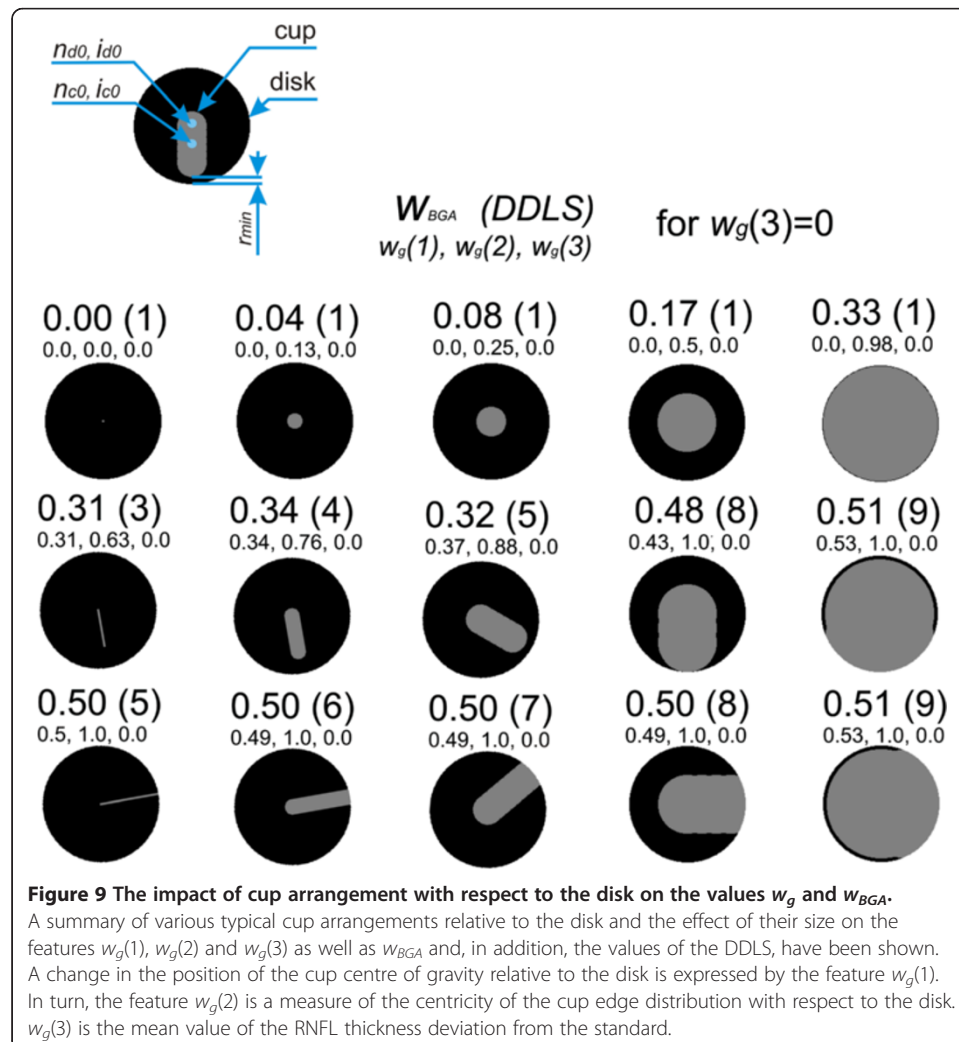 nd0, id0
cup
nc0, ic0
disk
rmin
WBGA (DDLS)
wg(1), wg(2), wg(3)
for wg(3)=0
0.00 (1) 0.04 (1) 0.08 (1) 0.17 (1) 0.33 (1)
0.0, 0.0, 0.0 0.0, 0.13, 0.0 0.0, 0.25, 0.0 0.0, 0.5, 0.0 0.0, 0.98, 0.0
0.31 (3) 0.34 (4) 0.32 (5) 0.48 (8) 0.51 (9)
0.31, 0.63, 0.0 0.34, 0.76, 0.0 0.37, 0.88, 0.0 0.43, 1.0, 0.0 0.53, 1.0, 0.0
0.50 (5) 0.50 (6) 0.50 (7) 0.50 (8) 0.51 (9)
0.5, 1.0, 0.0 0.49, 1.0, 0.0 0.49, 1.0, 0.0 0.49, 1.0, 0.0 0.53, 1.0, 0.0
Figure 9 The impact of cup arrangement with respect to the disk on the values wg and wBGA.
A summary of various typical cup arrangements relative to the disk and the effect of their size on the
features wg(1), wg(2) and wg(3) as well as wBGA and, in addition, the values of the DDLS, have been shown.
A change in the position of the cup centre of gravity relative to the disk is expressed by the feature wg(1).
In turn, the feature wg(2) is a measure of the centricity of the cup edge distribution with respect to the disk.
wg(3) is the mean value of the RNFL thickness deviation from the standard.